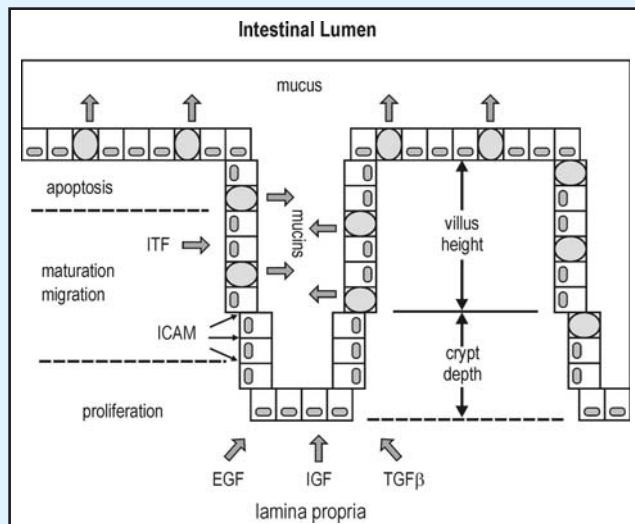 Intestinal Lumen
mucus
apoptosis
ITF
mucins
villus
height
maturation
migration
ICAM
crypt
depth
proliferation
EGF
IGF
TGFβ
lamina propria